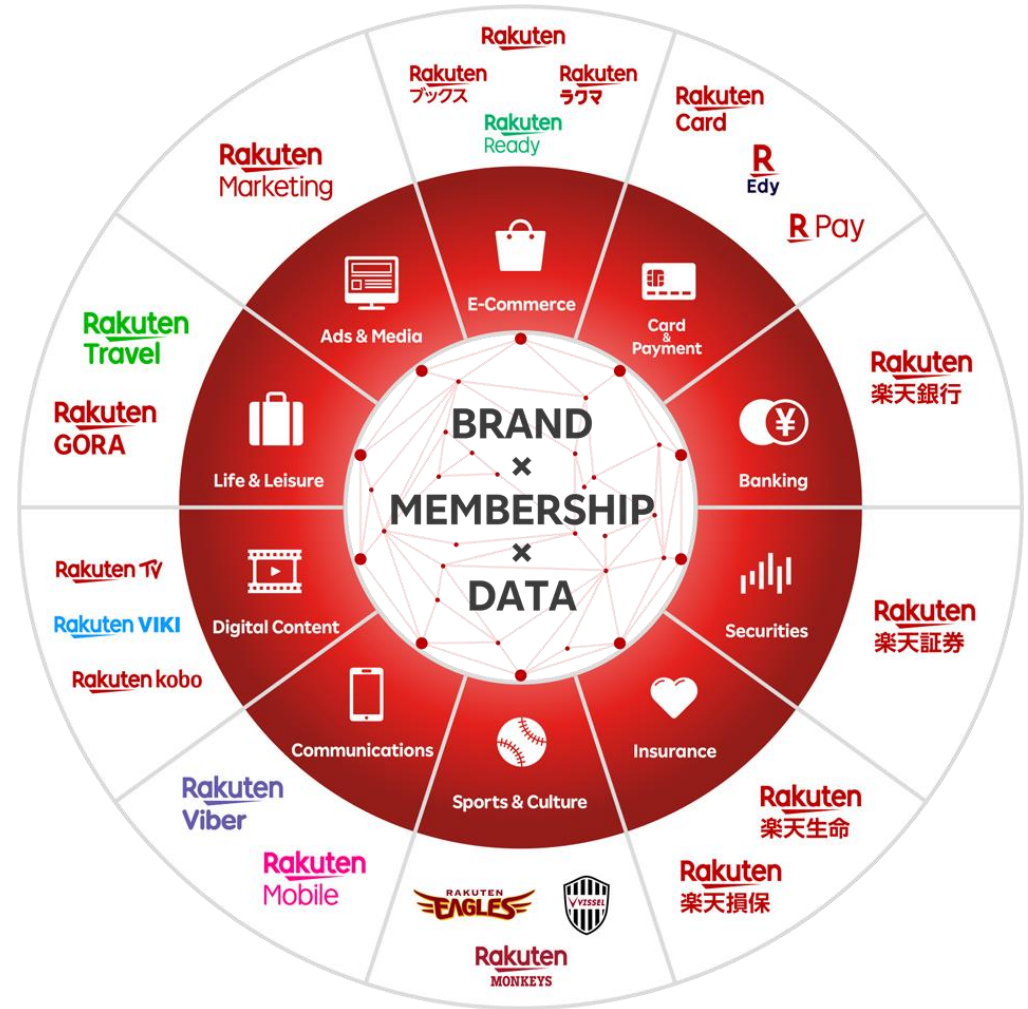 BRAND
×
MEMBERSHIP
×
DATA
E-Commerce
Rakuten
Rakuten
ブックス
Rakuten
ラクマ
Rakuten
Ready
Card
&
Payment
Rakuten
Card
R
Edy
R Pay
Banking
Rakuten
楽天銀行
Securities
Rakuten
楽天証券
Insurance
Rakuten
楽天生命
Rakuten
楽天損保
Sports & Culture
RAKUTEN
EAGLES
VISSEL
Rakuten
MONKEYS
Communications
Rakuten
Viber
Rakuten
Mobile
Digital Content
Rakuten TV
Rakuten VIKI
Rakuten kobo
Life & Leisure
Rakuten
Travel
Rakuten
GORA
Ads & Media
Rakuten
Marketing